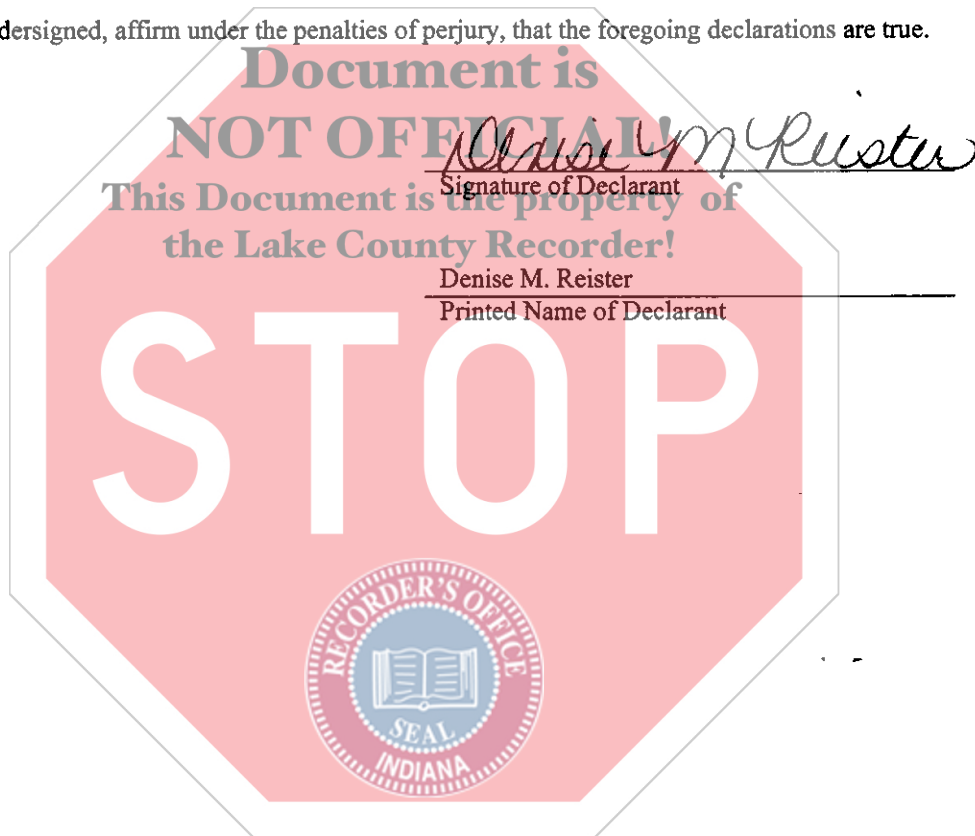 dersigned, affirm under the penalties of perjury, that the foregoing declarations are true.
Document is
NOT OFFICIAL!
Denise M Reister
Signature of Declarant
This Document is the property of
the Lake County Recorder!
Denise M. Reister
Printed Name of Declarant
STOP
RECORDER'S OFFICE
SEAL
INDIANA